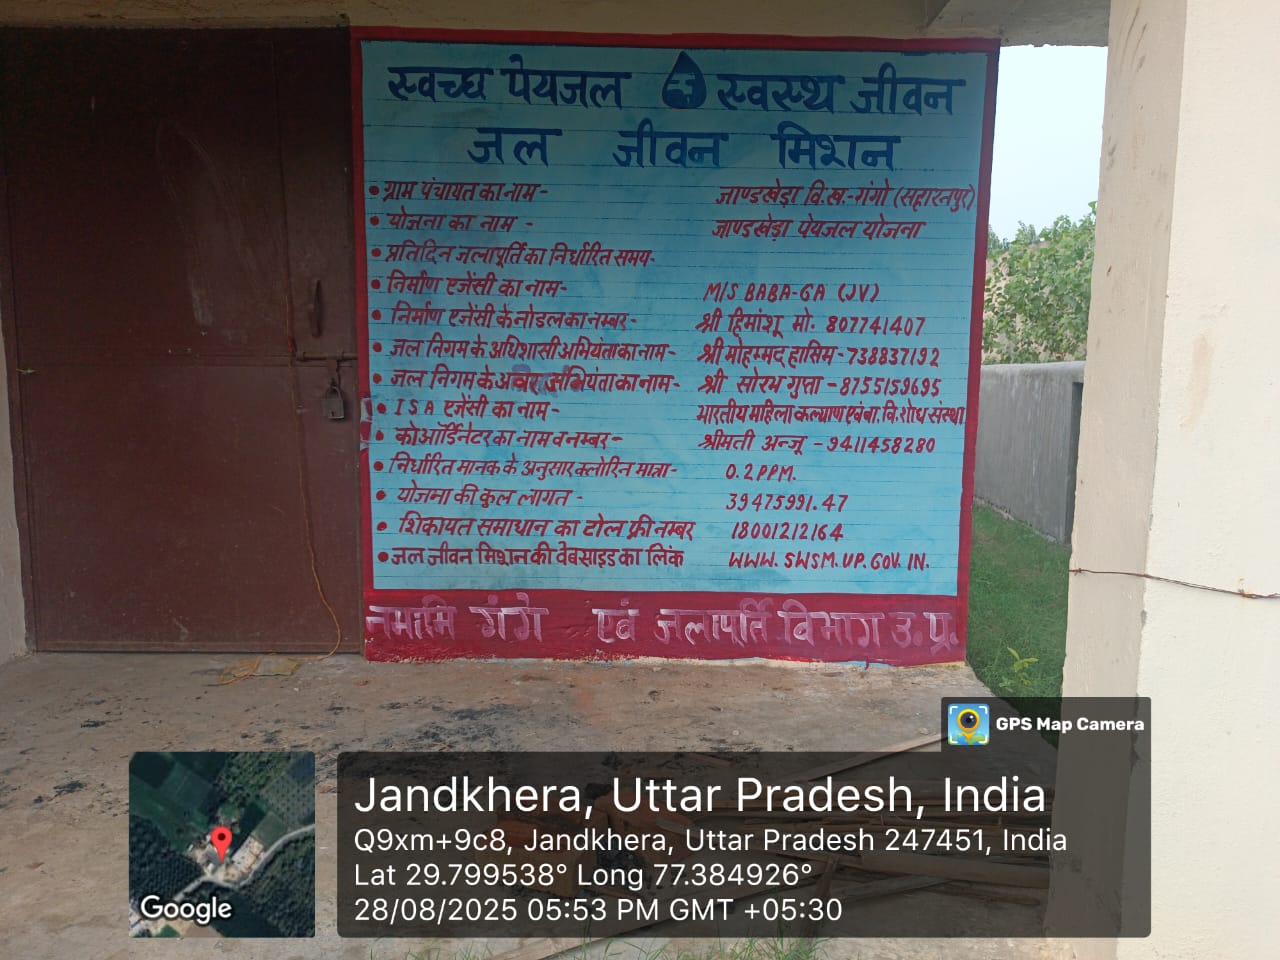 स्वच्छ पेयजल स्वस्थ जीवन
जल जीवन मिशन
• ग्राम पंचायत का नाम- जाण्डखेड़ा वि.ख.-गंगो (सहारनपुर)
• योजना का नाम - जाण्डखेड़ा पेयजल योजना
• प्रतिदिन जलापूर्ति का निर्धारित समय-
• निर्माण एजेंसी का नाम- M/S BABA-GA (JV)
• निर्माण एजेंसी के नोडल का नम्बर- श्री हिमांशू मो. 807741407
• जल निगम के अधिशासी अभियंता का नाम- श्री मोहम्मद हासिम-738837192
• जल निगम के अवर अभियंता का नाम- श्री सोरभ गुप्ता-8755159695
• I S A एजेंसी का नाम- भारतीय महिला कल्याण एवं बा. वि. शोध संस्था
• कोऑर्डिनेटर का नाम व नम्बर- श्रीमती अन्जू -9411458280
• निर्धारित मानक के अनुसार क्लोरिन मात्रा- 0.2 PPM.
• योजमा की कुल लागत - 39475991.47
• शिकायत समाधान का टोल फ्री नम्बर 18001212164
• जल जीवन मिशन की वेबसाइड का लिंक WWW. SWSM. UP. GOV. IN.
नमामि गंगे एवं जलापूर्ति विभाग उ. प्र.
GPS Map Camera
Jandkhera, Uttar Pradesh, India
Q9xm+9c8, Jandkhera, Uttar Pradesh 247451, India
Lat 29.799538° Long 77.384926°
28/08/2025 05:53 PM GMT +05:30
Google